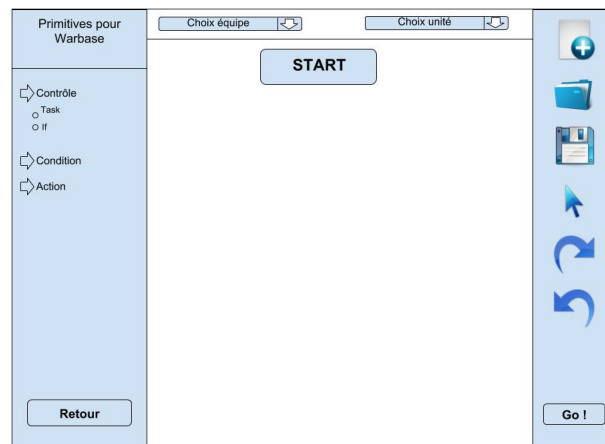 Primitives pour
Warbase
Choix équipe
Choix unité
START
Contrôle
Task
If
Condition
Action
Retour
Go !